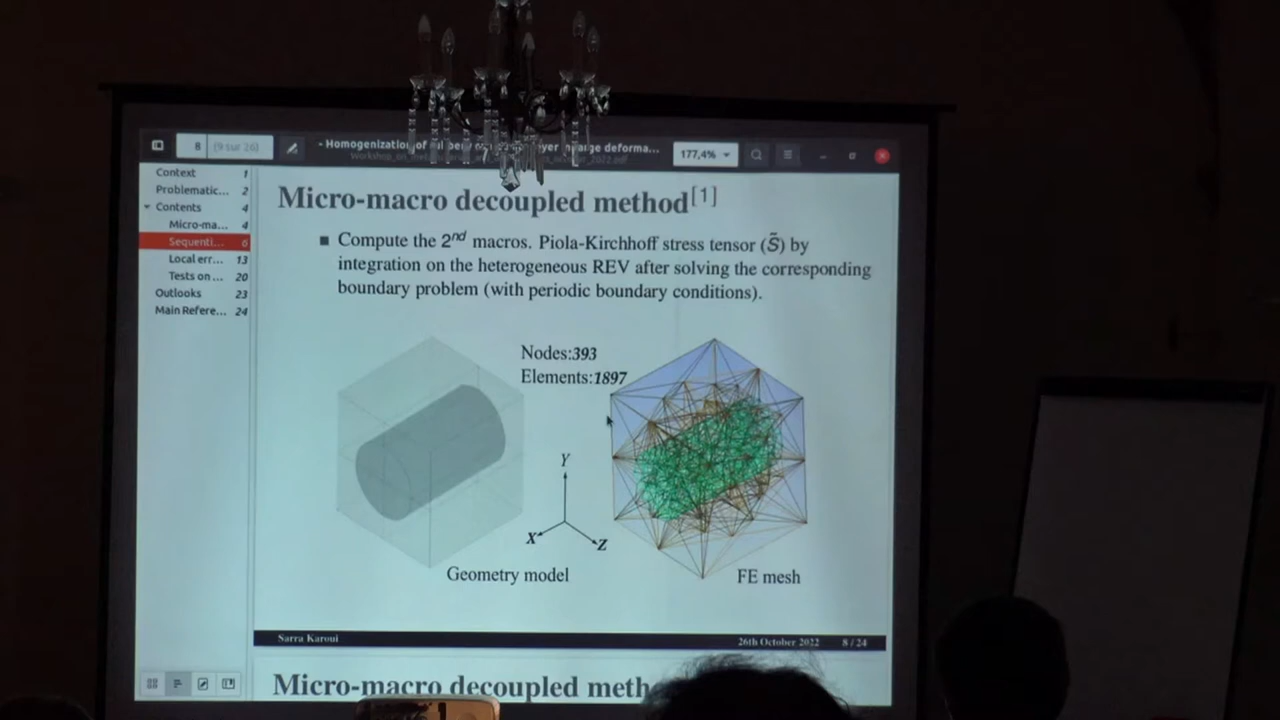 8 (9 sur 26)
- Homogenization of
nge deforma...
177,4%
Context 1
Problematic... 2
Contents 4
Micro-ma... 4
Sequenti... 6
Local err... 13
Tests on ... 20
Outlooks 23
Main Refere... 24
Micro-macro decoupled method[1]
Compute the 2nd macros. Piola-Kirchhoff stress tensor (S̃) by
integration on the heterogeneous REV after solving the corresponding
boundary problem (with periodic boundary conditions).
Nodes:393
Elements:1897
Y
X
Z
Geometry model
FE mesh
Sarra Karoui
26th October 2022 8 / 24
Micro-macro decoupled meth